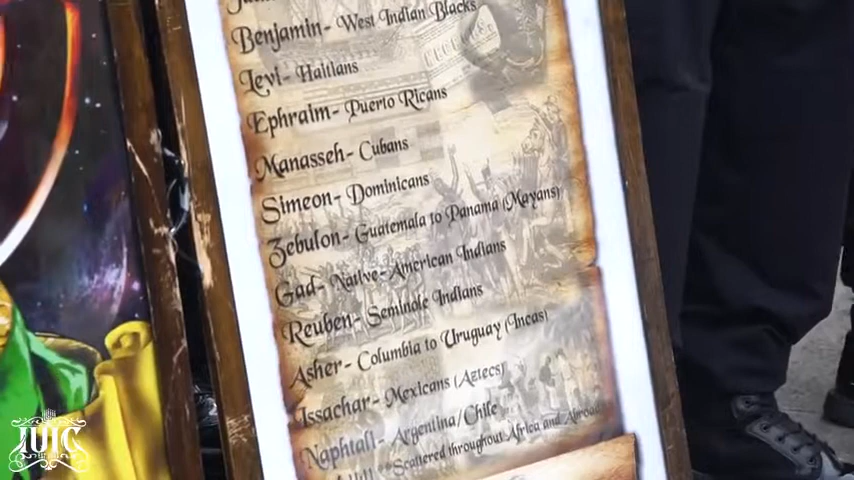 Benjamin- West Indian Blacks
Levi- Haitians
Ephraim- Puerto Ricans
Manasseh- Cubans
Simeon- Dominicans
Zebulon- Guatemala to Panama (Mayans)
Gad- Native-American Indians
Reuben- Seminole Indians
Asher- Columbia to Uruguay (Incas)
Issachar- Mexicans (Aztecs)
Naphtali- Argentina/Chile
**Scattered throughout Africa and Abroad
IUIC